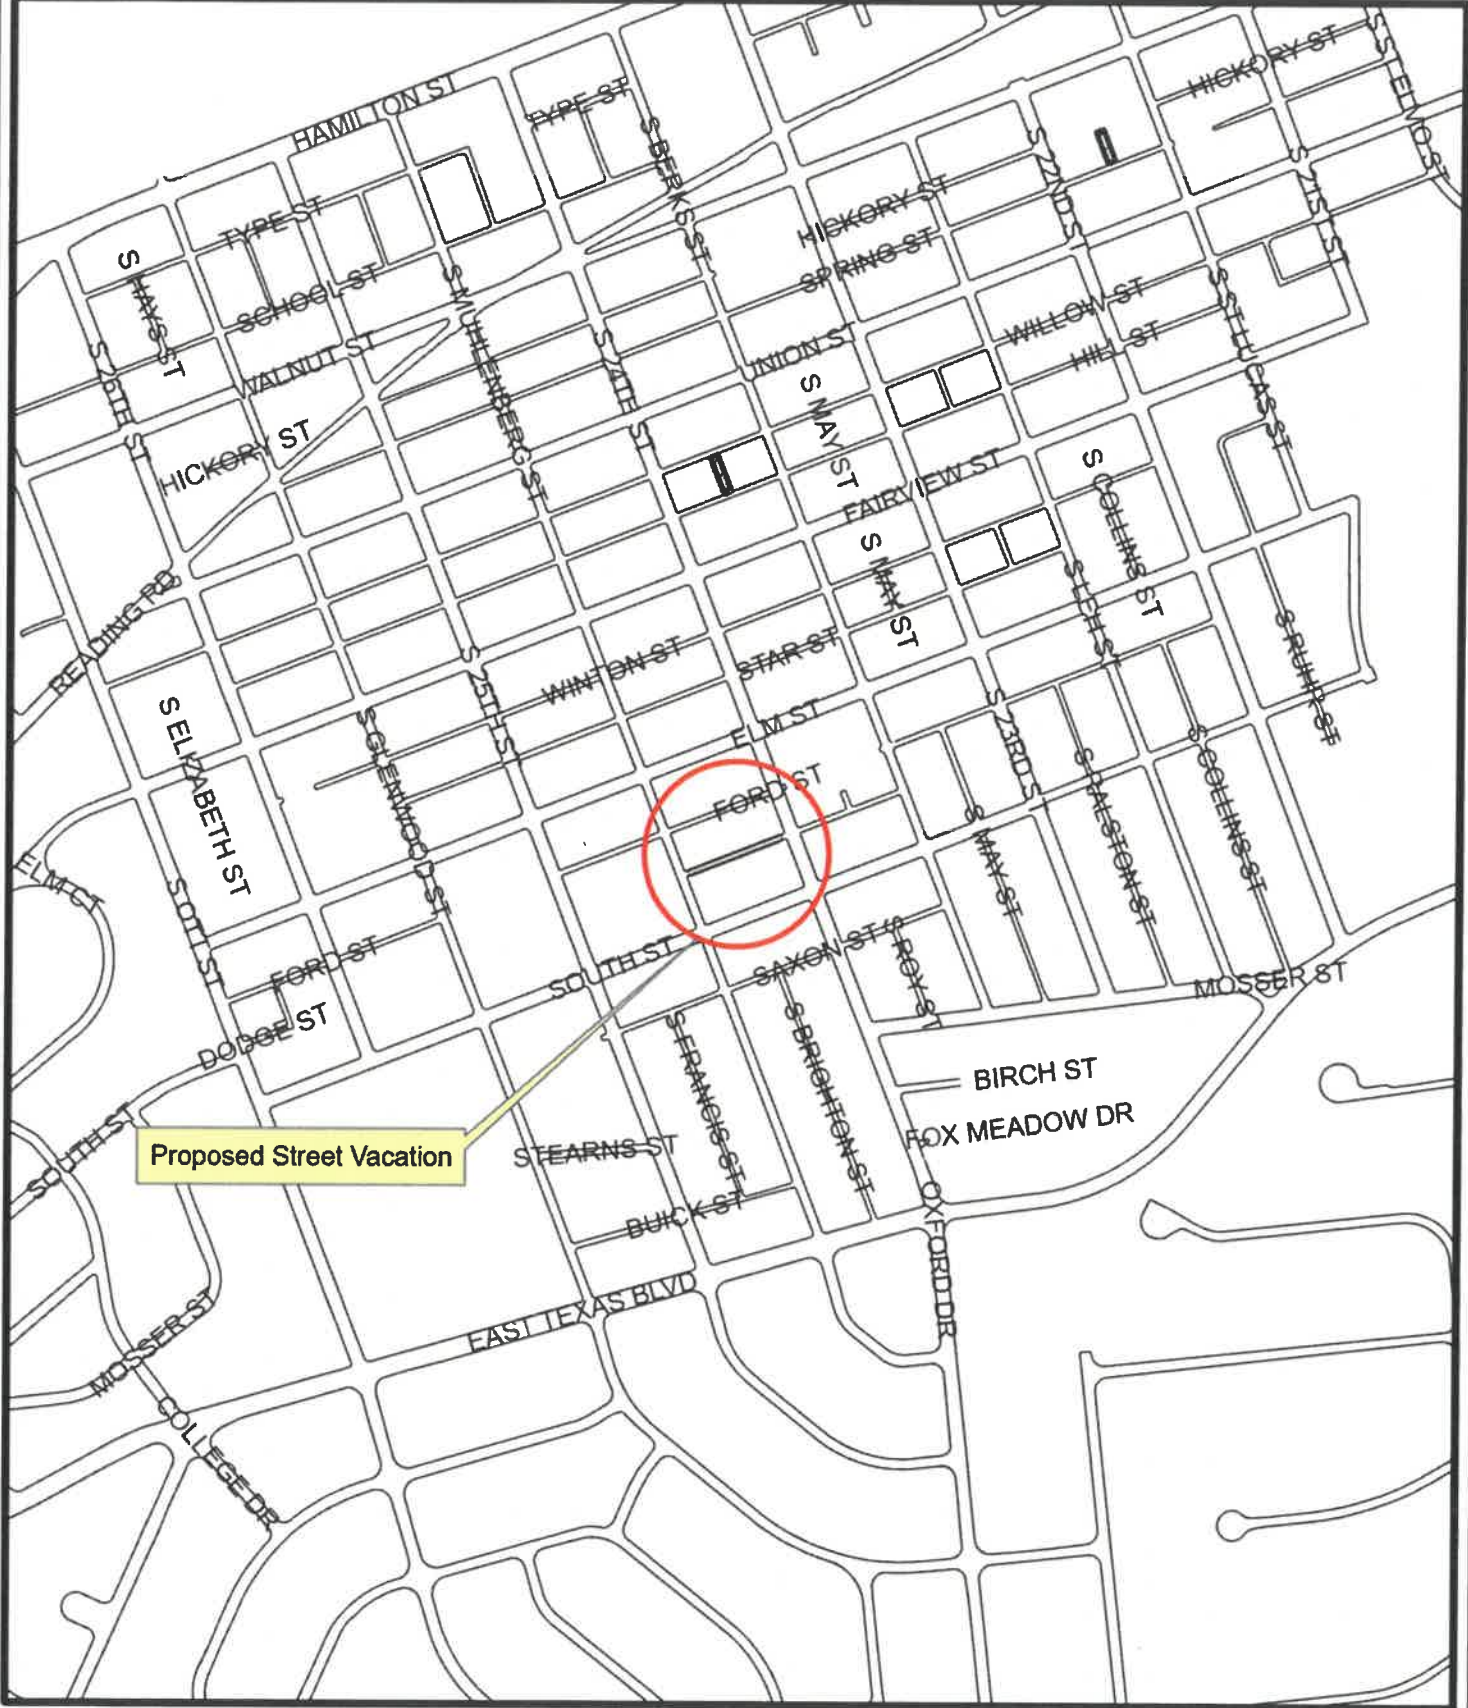 HAMILTON ST
TYPE ST
HICKORY ST
S ST ELMO ST
S BERKS ST
S 22ND ST
S 21ST ST
TYPE ST
S HAYS ST
HICKORY ST
SPRING ST
SCHOOL ST
S MUHLENBERG ST
WALNUT ST
S 24TH ST
UNION ST
WILLOW ST
HILL ST
S ST LUCAS ST
S 26TH ST
HICKORY ST
S MAY ST
FAIRVIEW ST
S COLLINS ST
S MAY ST
READING RD
S 25TH ST
WINTON ST
STAR ST
S RUHR ST
S ELIZABETH ST
S GLENWOOD ST
ELM ST
S 23RD ST
FORD ST
S RALSTON ST
S COLLINS ST
S MAY ST
ELM CT
FORD ST
SOUTH ST
SAXON ST
S ROY ST
MOSSER ST
DODGE ST
S FRANCIS ST
S BRIGHTON ST
BIRCH ST
SOUTH ST
Proposed Street Vacation
STEARNS ST
FOX MEADOW DR
BUICK ST
OXFORD DR
EAST TEXAS BLVD
MOSSER ST
COLLEGE DR